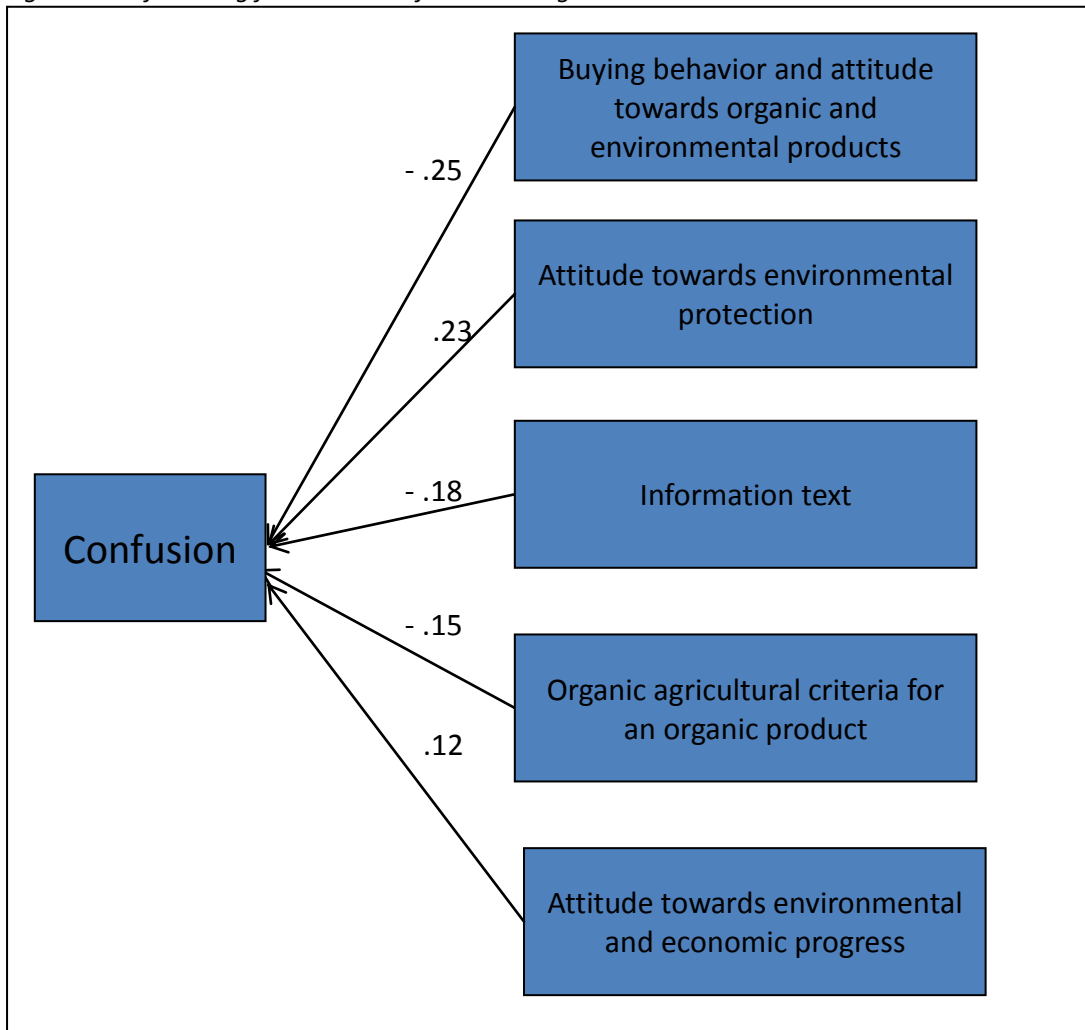 Buying behavior and attitude
towards organic and
environmental products
- .25
Attitude towards environmental
protection
.23
Confusion
- .18
Information text
- .15
Organic agricultural criteria for
an organic product
.12
Attitude towards environmental
and economic progress